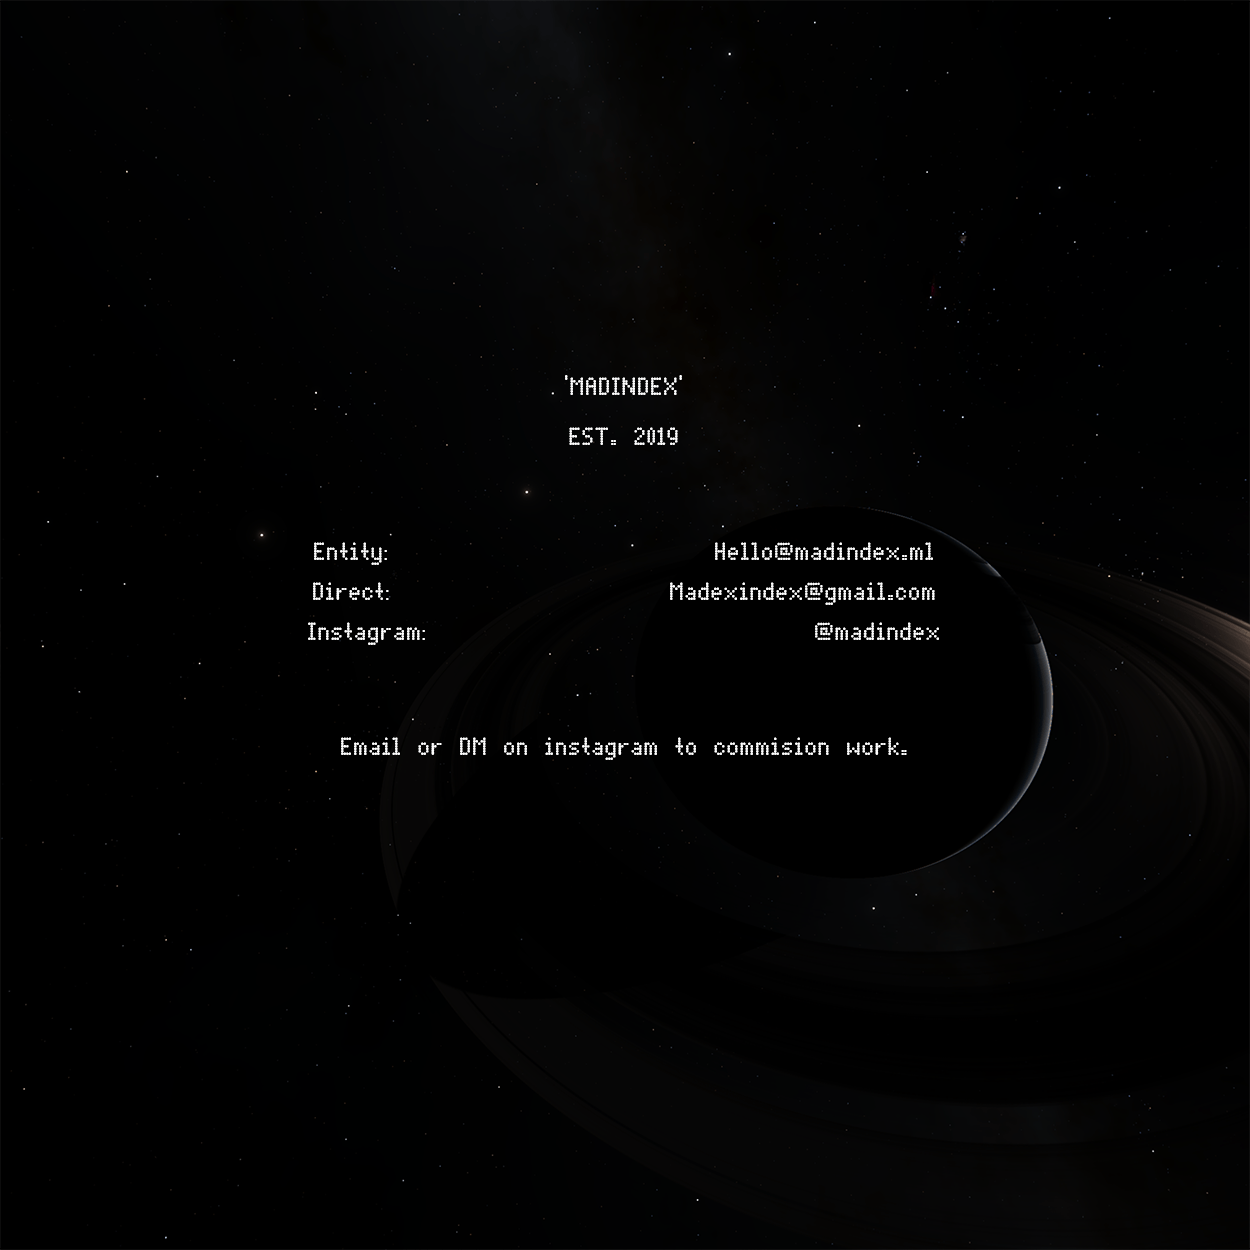 'MADINDEX'
EST. 2019
Entity: Hello@madindex.ml
Direct: Madexindex@gmail.com
Instagram: @madindex
Email or DM on instagram to commision work.